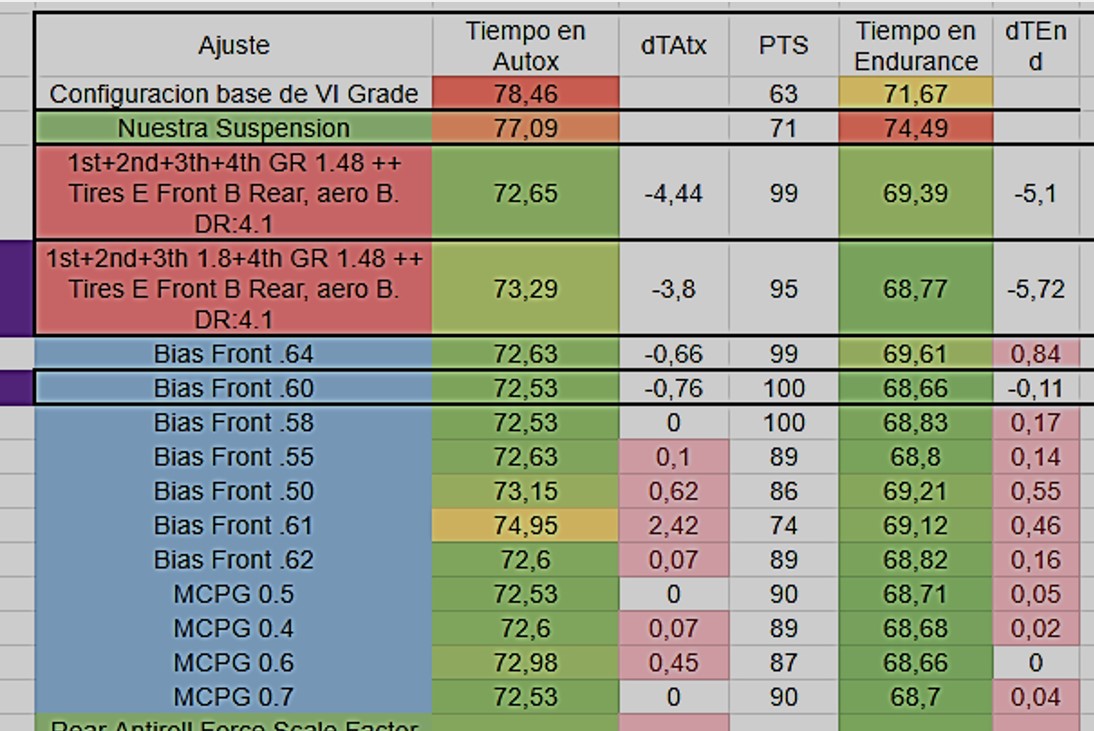 Ajuste Tiempo en Autox dTAtx PTS Tiempo en Endurance dTEnd
Configuracion base de VI Grade 78,46 63 71,67
Nuestra Suspension 77,09 71 74,49
1st+2nd+3th+4th GR 1.48 ++
Tires E Front B Rear, aero B. 72,65 -4,44 99 69,39 -5,1
DR:4.1
1st+2nd+3th 1.8+4th GR 1.48 ++
Tires E Front B Rear, aero B. 73,29 -3,8 95 68,77 -5,72
DR:4.1
Bias Front .64 72,63 -0,66 99 69,61 0,84
Bias Front .60 72,53 -0,76 100 68,66 -0,11
Bias Front .58 72,53 0 100 68,83 0,17
Bias Front .55 72,63 0,1 89 68,8 0,14
Bias Front .50 73,15 0,62 86 69,21 0,55
Bias Front .61 74,95 2,42 74 69,12 0,46
Bias Front .62 72,6 0,07 89 68,82 0,16
MCPG 0.5 72,53 0 90 68,71 0,05
MCPG 0.4 72,6 0,07 89 68,68 0,02
MCPG 0.6 72,98 0,45 87 68,66 0
MCPG 0.7 72,53 0 90 68,7 0,04
Rear Antiroll Force Scale Factor